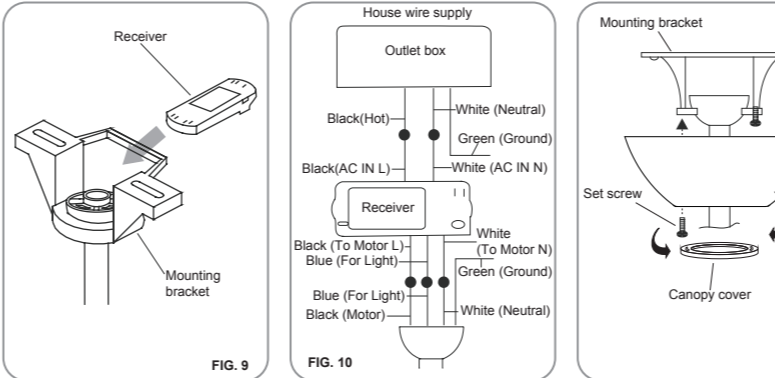 Receiver
Mounting
bracket
FIG. 9
House wire supply
Outlet box
Black(Hot)
White (Neutral)
Green (Ground)
Black(AC IN L)
White (AC IN N)
Receiver
Black (To Motor L)
White
(To Motor N)
Blue (For Light)
Green (Ground)
Blue (For Light)
Black (Motor)
White (Neutral)
FIG. 10
Mounting bracket
Set screw
Canopy cover